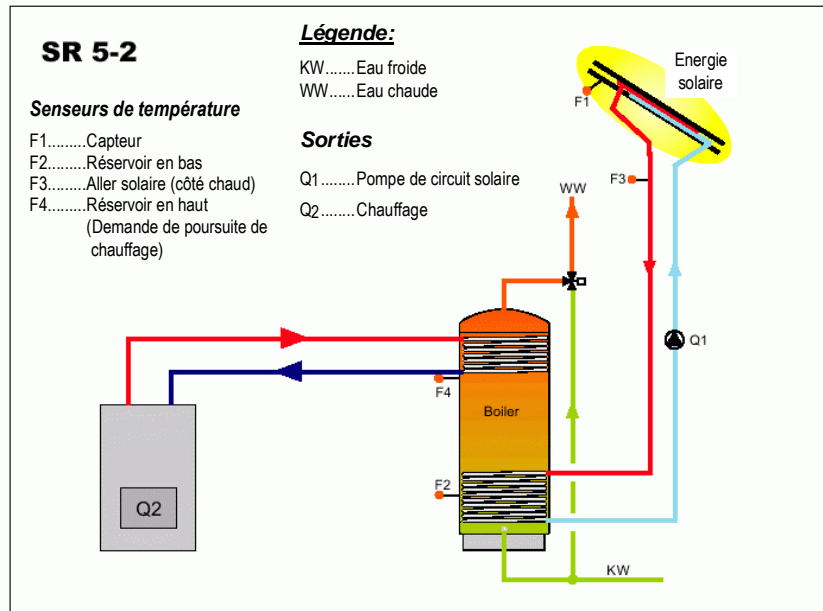 SR 5-2
Senseurs de température
F1.........Capteur
F2.........Réservoir en bas
F3.........Aller solaire (côté chaud)
F4.........Réservoir en haut
(Demande de poursuite de
chauffage)
Légende:
KW.......Eau froide
WW......Eau chaude
Sorties
Q1........Pompe de circuit solaire
Q2........Chauffage
Energie
solaire
F1
F3
WW
Q1
F4
Boiler
F2
Q2
KW